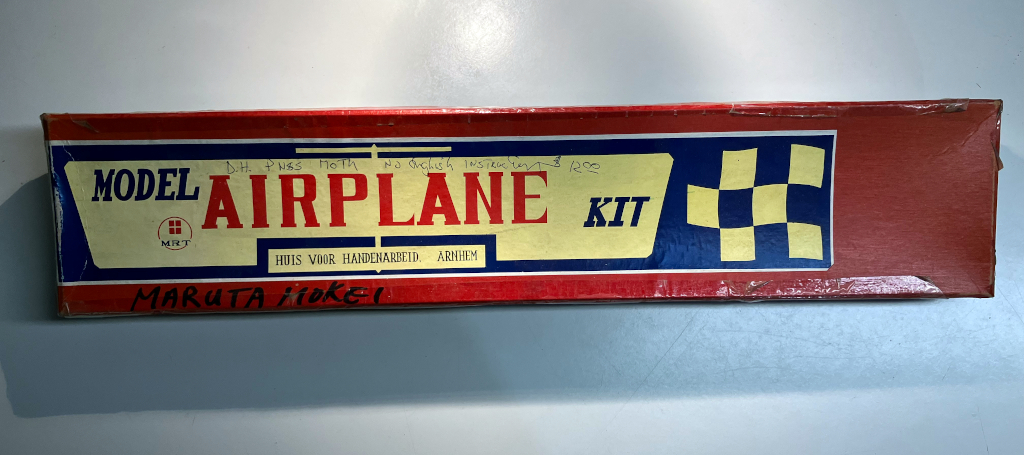 D.H. PUSS MOTH No English Instructions
MODEL AIRPLANE KIT
MRT
HUIS VOOR HANDENARBEID. ARNHEM
MARUTA MOKEI